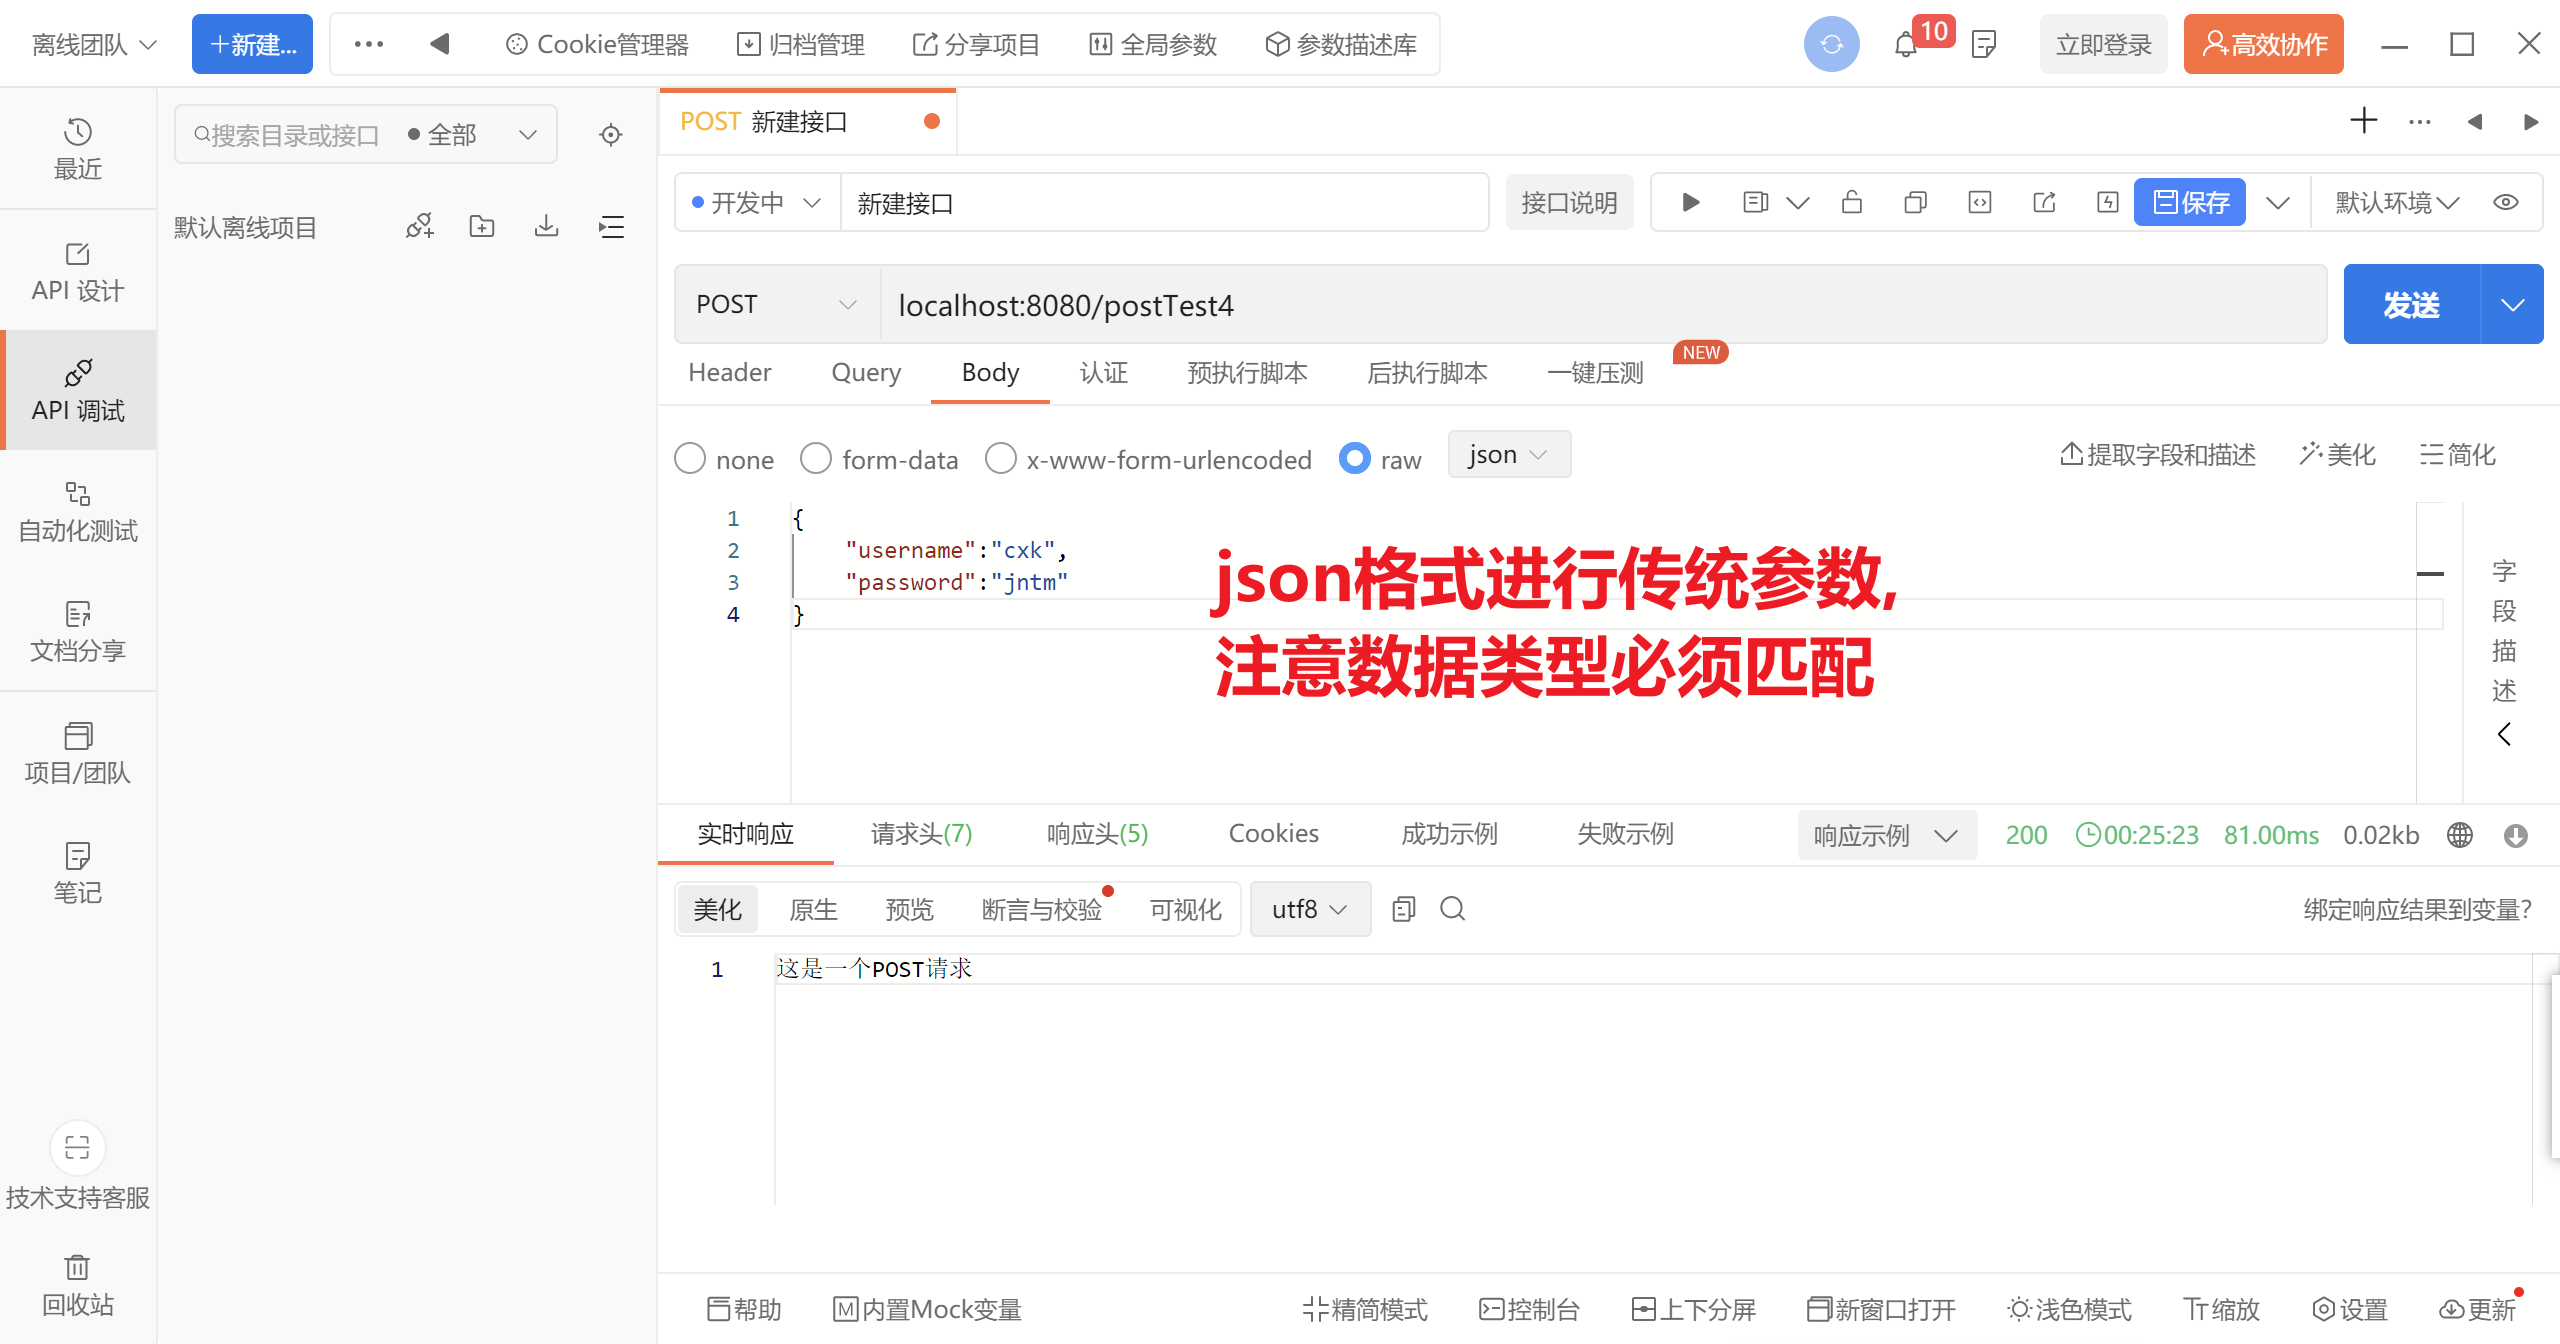 离线团队
+新建...
Cookie管理器
归档管理
分享项目
全局参数
参数描述库
10
立即登录
高效协作
最近
API 设计
API 调试
自动化测试
文档分享
项目/团队
笔记
技术支持客服
回收站
搜索目录或接口
全部
默认离线项目
POST 新建接口
开发中
新建接口
接口说明
保存
默认环境
POST
localhost:8080/postTest4
发送
Header
Query
Body
认证
预执行脚本
后执行脚本
一键压测
NEW
none
form-data
x-www-form-urlencoded
raw
json
提取字段和描述
美化
简化
1 {
2 "username":"cxk",
3 "password":"jntm"
4 }
json格式进行传统参数,
注意数据类型必须匹配
字
段
描
述
实时响应
请求头(7)
响应头(5)
Cookies
成功示例
失败示例
响应示例
200
00:25:23
81.00ms
0.02kb
美化
原生
预览
断言与校验
可视化
utf8
绑定响应结果到变量?
1 这是一个POST请求
帮助
M内置Mock变量
精简模式
控制台
上下分屏
新窗口打开
浅色模式
缩放
设置
更新